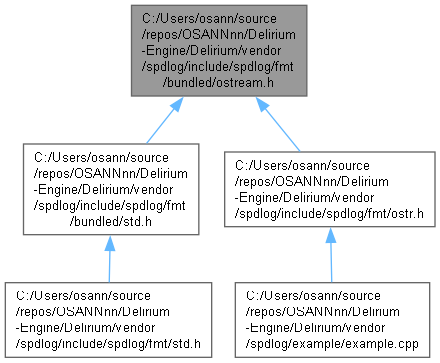 C:/Users/osann/source
/repos/OSANNnn/Delirium
-Engine/Delirium/vendor
/spdlog/include/spdlog/fmt
/bundled/ostream.h
C:/Users/osann/source
/repos/OSANNnn/Delirium
-Engine/Delirium/vendor
/spdlog/include/spdlog/fmt
/bundled/std.h
C:/Users/osann/source
/repos/OSANNnn/Delirium
-Engine/Delirium/vendor
/spdlog/include/spdlog/fmt/ostr.h
C:/Users/osann/source
/repos/OSANNnn/Delirium
-Engine/Delirium/vendor
/spdlog/include/spdlog/fmt/std.h
C:/Users/osann/source
/repos/OSANNnn/Delirium
-Engine/Delirium/vendor
/spdlog/example/example.cpp